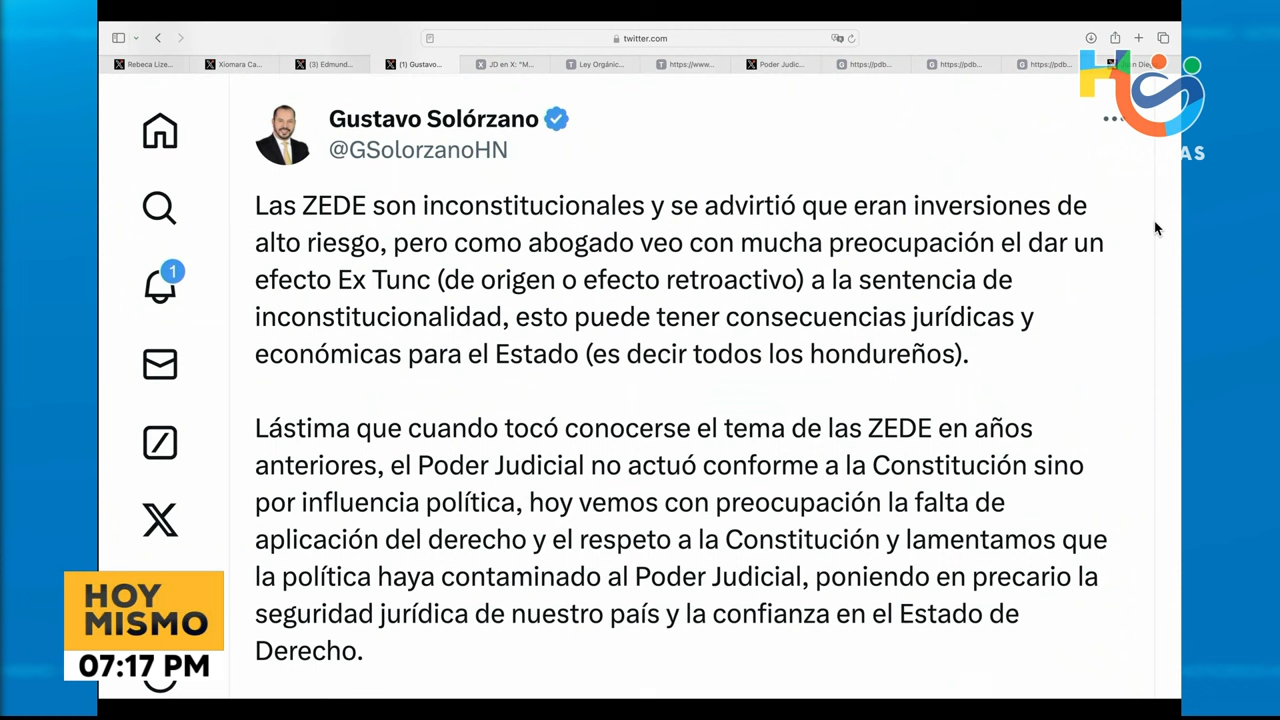 twitter.com
Rebeca Lize...
Xiomara Ca...
(3) Edmund...
(1) Gustavo...
JD en X: "M...
Ley Orgánic...
https://www...
Poder Judic...
https://pdb...
https://pdb...
https://pdb...
Gustavo Solórzano
@GSolorzanoHN
Las ZEDE son inconstitucionales y se advirtió que eran inversiones de
alto riesgo, pero como abogado veo con mucha preocupación el dar un
efecto Ex Tunc (de origen o efecto retroactivo) a la sentencia de
inconstitucionalidad, esto puede tener consecuencias jurídicas y
económicas para el Estado (es decir todos los hondureños).
Lástima que cuando tocó conocerse el tema de las ZEDE en años
anteriores, el Poder Judicial no actuó conforme a la Constitución sino
por influencia política, hoy vemos con preocupación la falta de
aplicación del derecho y el respeto a la Constitución y lamentamos que
la política haya contaminado al Poder Judicial, poniendo en precario la
seguridad jurídica de nuestro país y la confianza en el Estado de
Derecho.
1
HOY
MISMO
07:17 PM